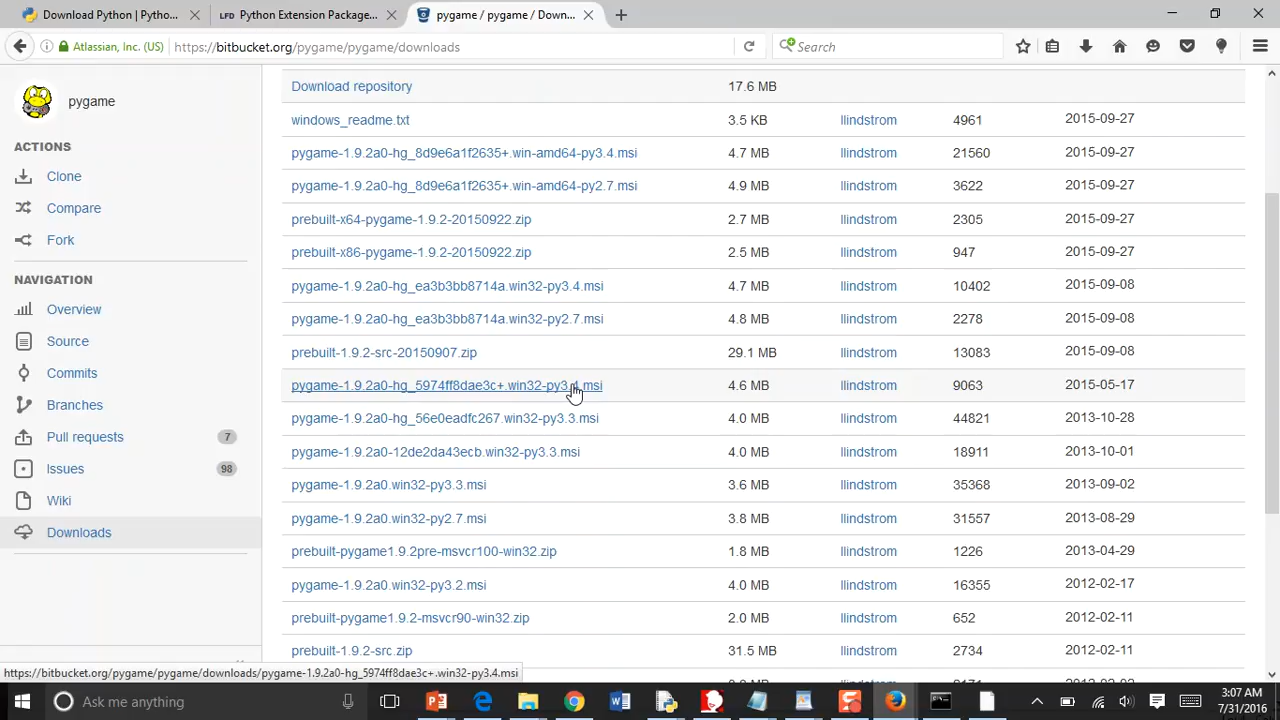 Download Python | Pytho...
LFD Python Extension Package...
pygame / pygame / Down...
Atlassian, Inc. (US)
https://bitbucket.org/pygame/pygame/downloads
Search
pygame
ACTIONS
Clone
Compare
Fork
NAVIGATION
Overview
Source
Commits
Branches
Pull requests 7
Issues 98
Wiki
Downloads
Download repository 17.6 MB
windows_readme.txt 3.5 KB llindstrom 4961 2015-09-27
pygame-1.9.2a0-hg_8d9e6a1f2635+.win-amd64-py3.4.msi 4.7 MB llindstrom 21560 2015-09-27
pygame-1.9.2a0-hg_8d9e6a1f2635+.win-amd64-py2.7.msi 4.9 MB llindstrom 3622 2015-09-27
prebuilt-x64-pygame-1.9.2-20150922.zip 2.7 MB llindstrom 2305 2015-09-27
prebuilt-x86-pygame-1.9.2-20150922.zip 2.5 MB llindstrom 947 2015-09-27
pygame-1.9.2a0-hg_ea3b3bb8714a.win32-py3.4.msi 4.7 MB llindstrom 10402 2015-09-08
pygame-1.9.2a0-hg_ea3b3bb8714a.win32-py2.7.msi 4.8 MB llindstrom 2278 2015-09-08
prebuilt-1.9.2-src-20150907.zip 29.1 MB llindstrom 13083 2015-09-08
pygame-1.9.2a0-hg_5974ff8dae3c+.win32-py3.4.msi 4.6 MB llindstrom 9063 2015-05-17
pygame-1.9.2a0-hg_56e0eadfc267.win32-py3.3.msi 4.0 MB llindstrom 44821 2013-10-28
pygame-1.9.2a0-12de2da43ecb.win32-py3.3.msi 4.0 MB llindstrom 18911 2013-10-01
pygame-1.9.2a0.win32-py3.3.msi 3.6 MB llindstrom 35368 2013-09-02
pygame-1.9.2a0.win32-py2.7.msi 3.8 MB llindstrom 31557 2013-08-29
prebuilt-pygame1.9.2pre-msvcr100-win32.zip 1.8 MB llindstrom 1226 2013-04-29
pygame-1.9.2a0.win32-py3.2.msi 4.0 MB llindstrom 16355 2012-02-17
prebuilt-pygame1.9.2-msvcr90-win32.zip 2.0 MB llindstrom 652 2012-02-11
prebuilt-1.9.2-src.zip 31.5 MB llindstrom 2734 2012-02-11
https://bitbucket.org/pygame/pygame/downloads/pygame-1.9.2a0-hg_5974ff8dae3c+.win32-py3.4.msi
Ask me anything
3:07 AM
7/31/2016